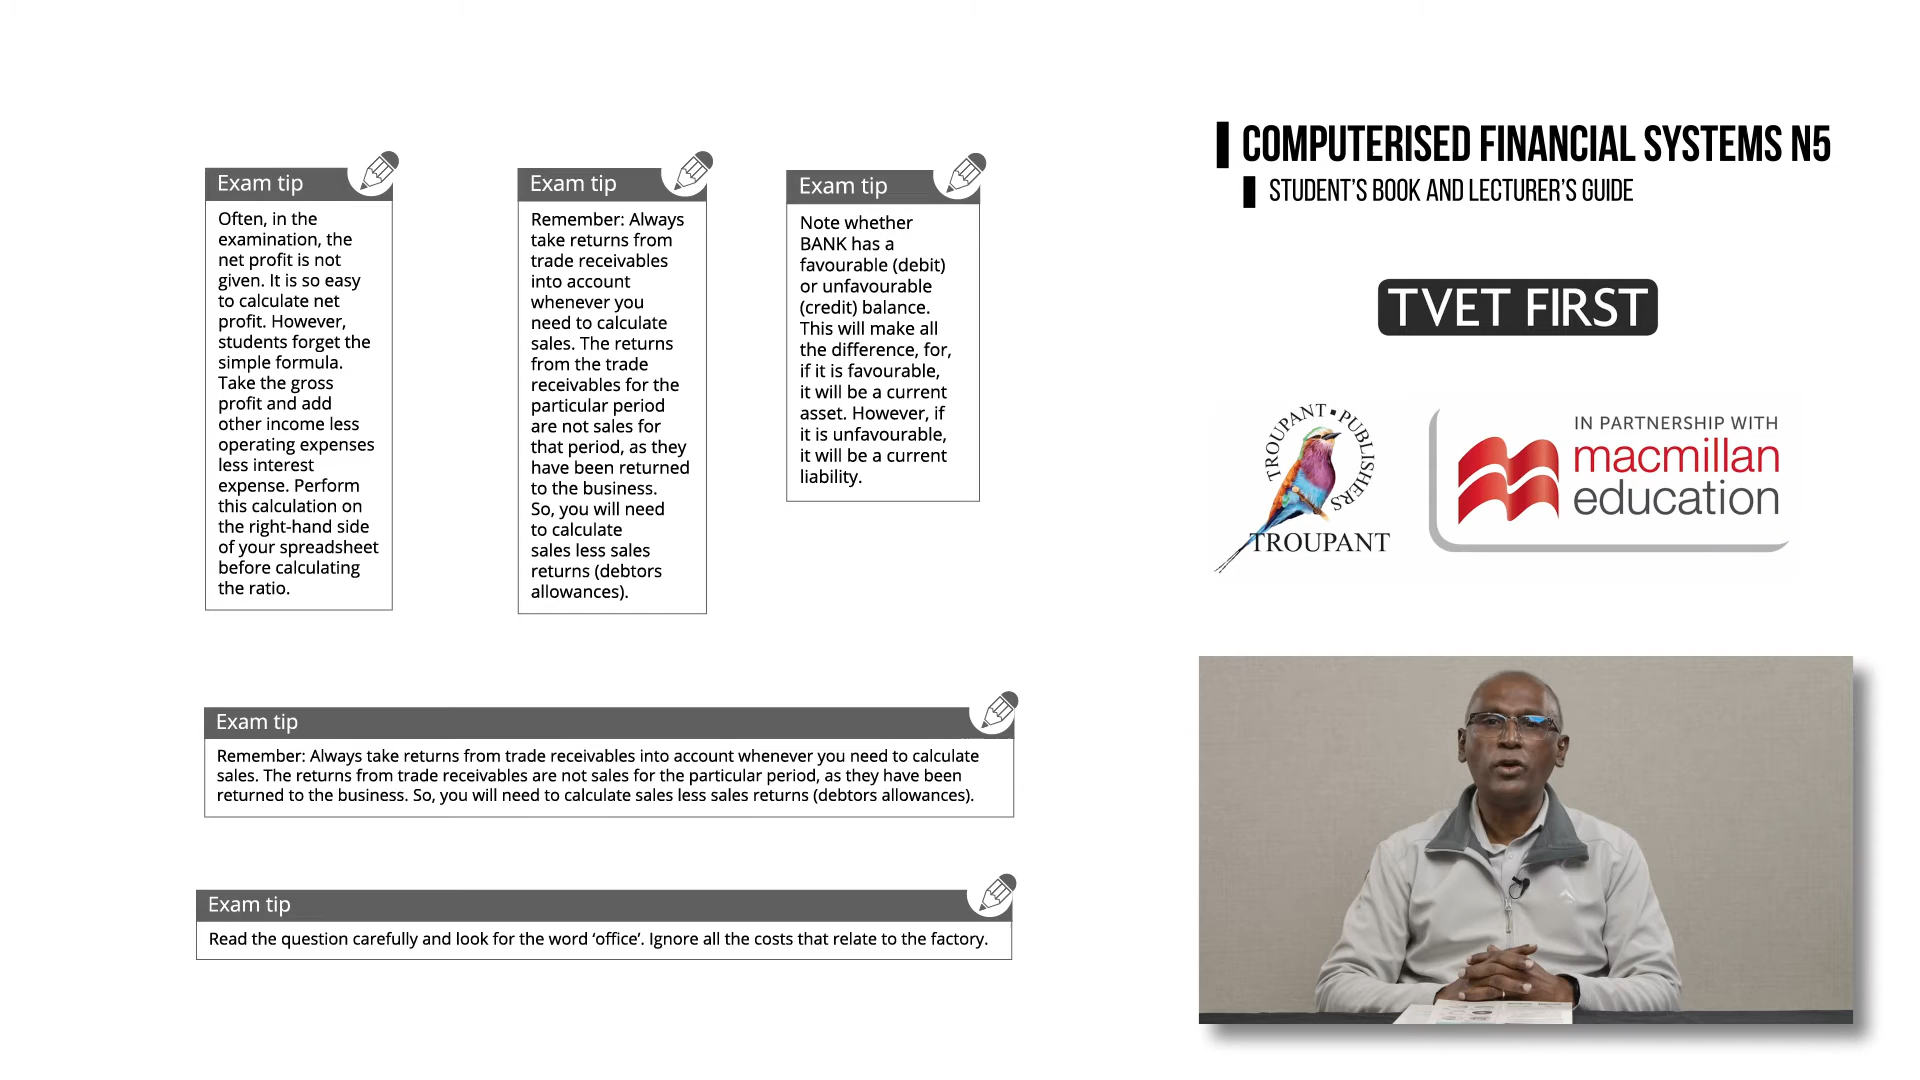 Exam tip
Often, in the
examination, the
net profit is not
given. It is so easy
to calculate net
profit. However,
students forget the
simple formula.
Take the gross
profit and add
other income less
operating expenses
less interest
expense. Perform
this calculation on
the right-hand side
of your spreadsheet
before calculating
the ratio.
Exam tip
Remember: Always
take returns from
trade receivables
into account
whenever you
need to calculate
sales. The returns
from the trade
receivables for the
particular period
are not sales for
that period, as they
have been returned
to the business.
So, you will need
to calculate
sales less sales
returns (debtors
allowances).
Exam tip
Note whether
BANK has a
favourable (debit)
or unfavourable
(credit) balance.
This will make all
the difference, for,
if it is favourable,
it will be a current
asset. However, if
it is unfavourable,
it will be a current
liability.
Exam tip
Remember: Always take returns from trade receivables into account whenever you need to calculate
sales. The returns from trade receivables are not sales for the particular period, as they have been
returned to the business. So, you will need to calculate sales less sales returns (debtors allowances).
Exam tip
Read the question carefully and look for the word ‘office’. Ignore all the costs that relate to the factory.
COMPUTERISED FINANCIAL SYSTEMS N5
STUDENT’S BOOK AND LECTURER’S GUIDE
TVET FIRST
TROUPANT • PUBLISHERS
TROUPANT
IN PARTNERSHIP WITH
macmillan
education